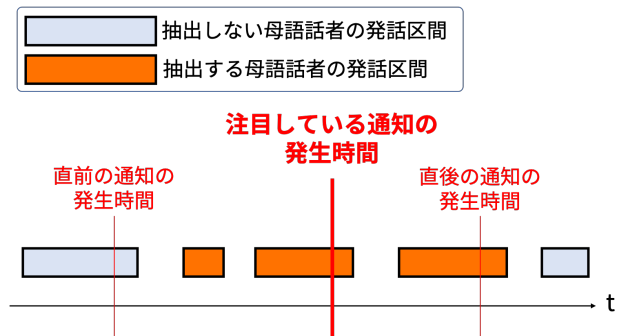 抽出しない母語話者の発話区間
抽出する母語話者の発話区間
注目している通知の
発生時間
直前の通知の
発生時間
直後の通知の
発生時間
t